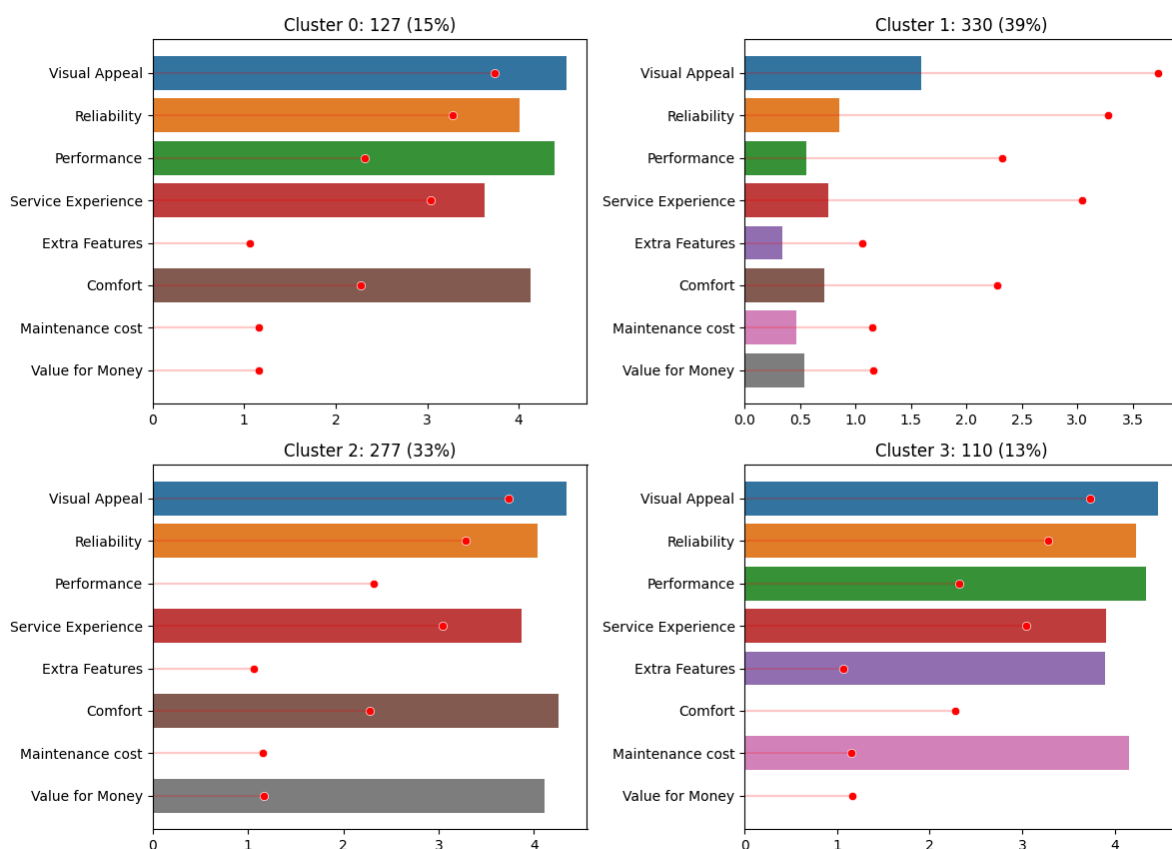 Cluster 0: 127 (15%)
Visual Appeal
Reliability
Performance
Service Experience
Extra Features
Comfort
Maintenance cost
Value for Money
0 1 2 3 4
Cluster 1: 330 (39%)
Visual Appeal
Reliability
Performance
Service Experience
Extra Features
Comfort
Maintenance cost
Value for Money
0.0 0.5 1.0 1.5 2.0 2.5 3.0 3.5
Cluster 2: 277 (33%)
Visual Appeal
Reliability
Performance
Service Experience
Extra Features
Comfort
Maintenance cost
Value for Money
0 1 2 3 4
Cluster 3: 110 (13%)
Visual Appeal
Reliability
Performance
Service Experience
Extra Features
Comfort
Maintenance cost
Value for Money
0 1 2 3 4